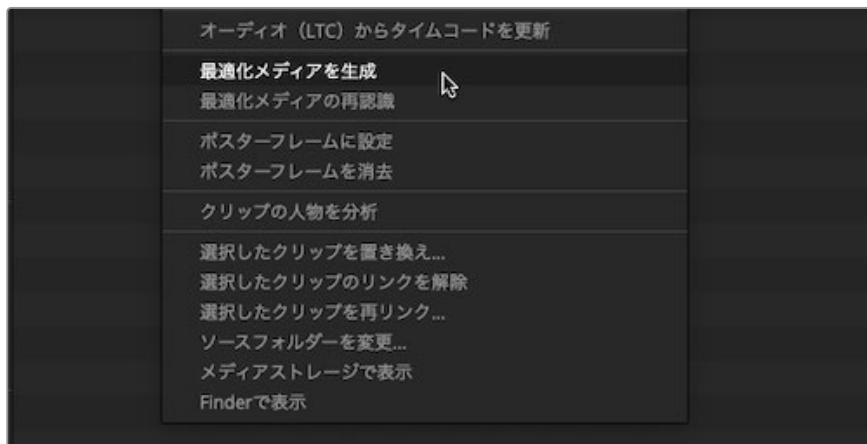 オーディオ（LTC）からタイムコードを更新
最適化メディアを生成
最適化メディアの再認識
ポスターフレームに設定
ポスターフレームを消去
クリップの人物を分析
選択したクリップを置き換え...
選択したクリップのリンクを解除
選択したクリップを再リンク...
ソースフォルダーを変更...
メディアストレージで表示
Finderで表示